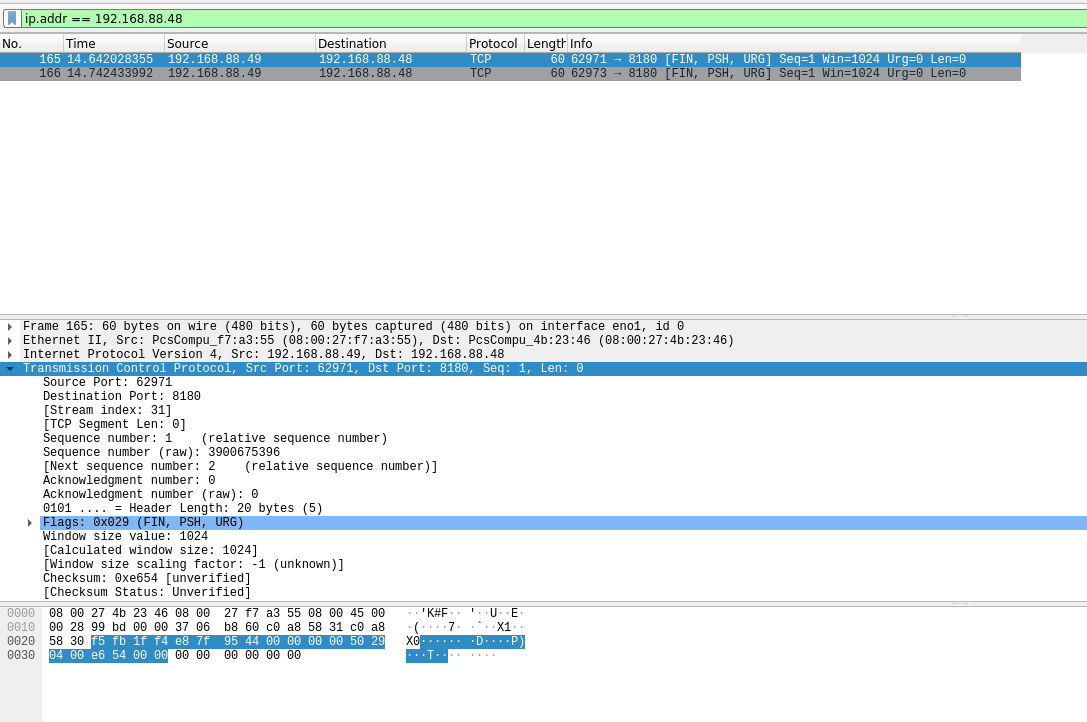 ip.addr == 192.168.88.48
No. Time Source Destination Protocol Length Info
165 14.642028355 192.168.88.49 192.168.88.48 TCP 60 62971 → 8180 [FIN, PSH, URG] Seq=1 Win=1024 Urg=0 Len=0
166 14.742433992 192.168.88.49 192.168.88.48 TCP 60 62973 → 8180 [FIN, PSH, URG] Seq=1 Win=1024 Urg=0 Len=0
Frame 165: 60 bytes on wire (480 bits), 60 bytes captured (480 bits) on interface eno1, id 0
Ethernet II, Src: PcsCompu_f7:a3:55 (08:00:27:f7:a3:55), Dst: PcsCompu_4b:23:46 (08:00:27:4b:23:46)
Internet Protocol Version 4, Src: 192.168.88.49, Dst: 192.168.88.48
Transmission Control Protocol, Src Port: 62971, Dst Port: 8180, Seq: 1, Len: 0
Source Port: 62971
Destination Port: 8180
[Stream index: 31]
[TCP Segment Len: 0]
Sequence number: 1    (relative sequence number)
Sequence number (raw): 3900675396
[Next sequence number: 2    (relative sequence number)]
Acknowledgment number: 0
Acknowledgment number (raw): 0
0101 .... = Header Length: 20 bytes (5)
Flags: 0x029 (FIN, PSH, URG)
Window size value: 1024
[Calculated window size: 1024]
[Window size scaling factor: -1 (unknown)]
Checksum: 0xe654 [unverified]
[Checksum Status: Unverified]
0000 08 00 27 4b 23 46 08 00 27 f7 a3 55 08 00 45 00 ··'K#F·· '··U··E·
0010 00 28 99 bd 00 00 37 06 b8 60 c0 a8 58 31 c0 a8 ·(····7· ·`··X1··
0020 58 30 f5 fb 1f f4 e8 7f 95 44 00 00 00 00 50 29 X0······ ·D····P)
0030 04 00 e6 54 00 00 00 00 00 00 00 00 ···T···· ····